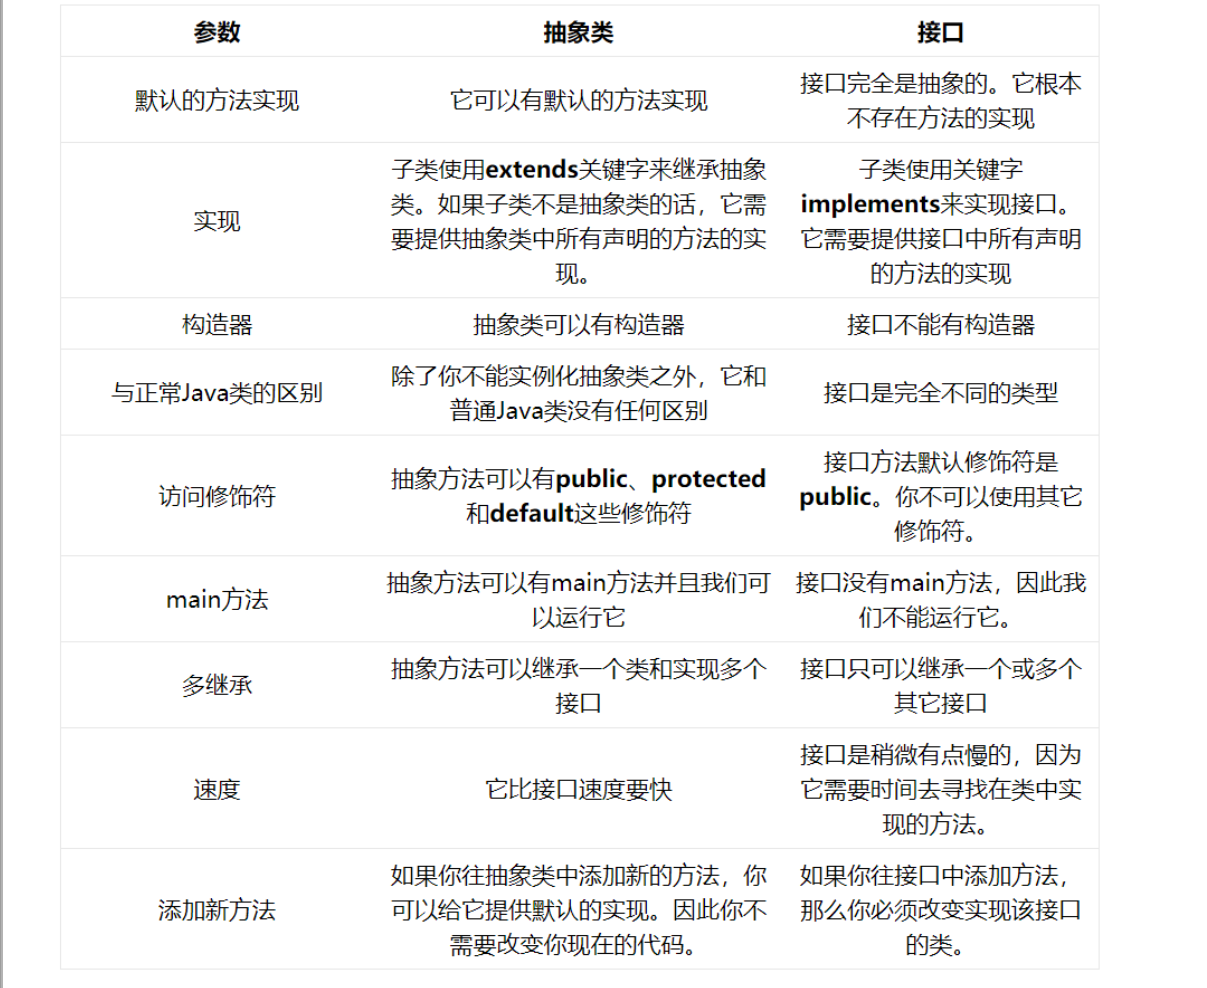 参数
抽象类
接口
默认的方法实现
它可以有默认的方法实现
接口完全是抽象的。它根本
不存在方法的实现
实现
子类使用extends关键字来继承抽象
类。如果子类不是抽象类的话，它需
要提供抽象类中所有声明的方法的实
现。
子类使用关键字
implements来实现接口。
它需要提供接口中所有声明
的方法的实现
构造器
抽象类可以有构造器
接口不能有构造器
与正常Java类的区别
除了你不能实例化抽象类之外，它和
普通Java类没有任何区别
接口是完全不同的类型
访问修饰符
抽象方法可以有public、protected
和default这些修饰符
接口方法默认修饰符是
public。你不可以使用其它
修饰符。
main方法
抽象方法可以有main方法并且我们可
以运行它
接口没有main方法，因此我
们不能运行它。
多继承
抽象方法可以继承一个类和实现多个
接口
接口只可以继承一个或多个
其它接口
速度
它比接口速度要快
接口是稍微有点慢的，因为
它需要时间去寻找在类中实
现的方法。
添加新方法
如果你往抽象类中添加新的方法，你
可以给它提供默认的实现。因此你不
需要改变你现在的代码。
如果你往接口中添加方法，
那么你必须改变实现该接口
的类。